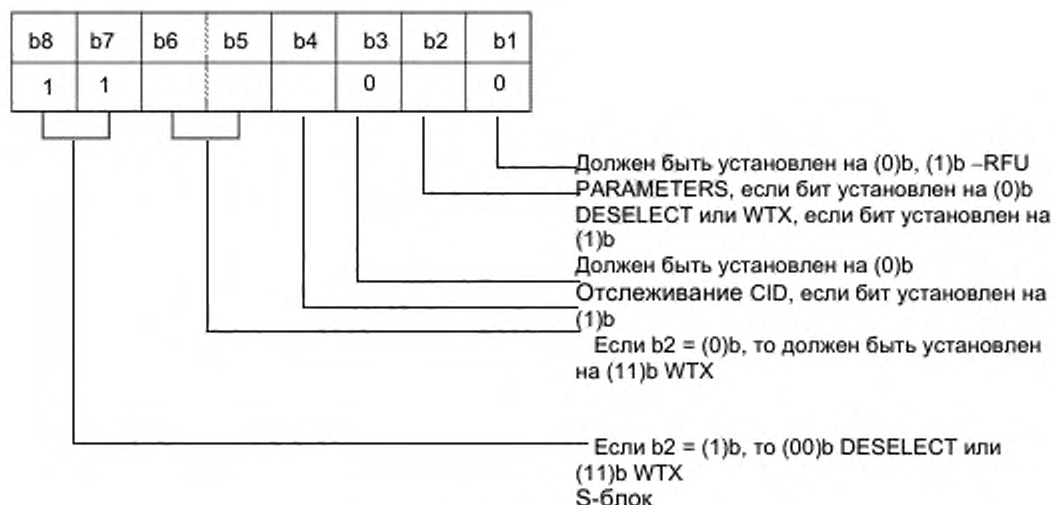 b8 b7 b6 b5 b4 b3 b2 b1
1 1 0 0
Должен быть установлен на (0)b, (1)b –RFU
PARAMETERS, если бит установлен на (0)b
DESELECT или WTX, если бит установлен на
(1)b
Должен быть установлен на (0)b
Отслеживание CID, если бит установлен на
(1)b
Если b2 = (0)b, то должен быть установлен
на (11)b WTX
Если b2 = (1)b, то (00)b DESELECT или
(11)b WTX
S-блок